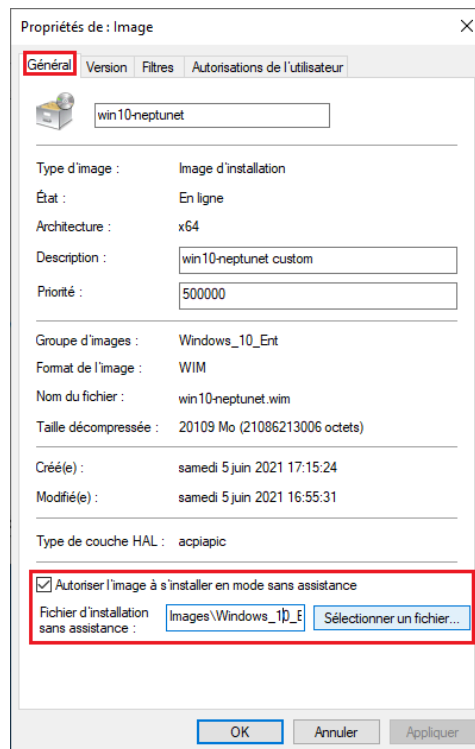 Propriétés de : Image
Général Version Filtres Autorisations de l'utilisateur
win10-neptunet
Type d'image : Image d'installation
État : En ligne
Architecture : x64
Description : win10-neptunet custom
Priorité : 500000
Groupe d'images : Windows_10_Ent
Format de l'image : WIM
Nom du fichier : win10-neptunet.wim
Taille décompressée : 20109 Mo (21086213006 octets)
Créé(e) : samedi 5 juin 2021 17:15:24
Modifié(e) : samedi 5 juin 2021 16:55:31
Type de couche HAL : acpiapic
Autoriser l'image à s'installer en mode sans assistance
Fichier d'installation
sans assistance : Images\Windows_10_E Sélectionner un fichier...
OK Annuler Appliquer